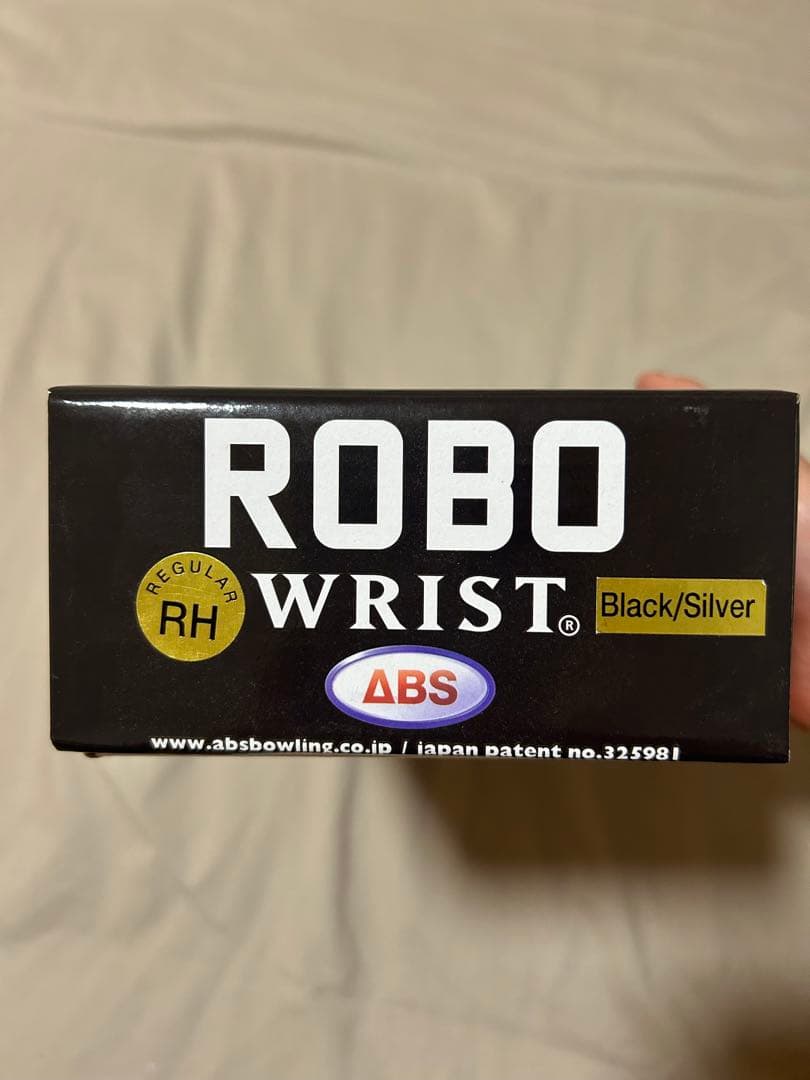 ROBO
REGULAR
RH
WRIST®
Black/Silver
ABS
www.absbowling.co.jp / japan patent no.325981